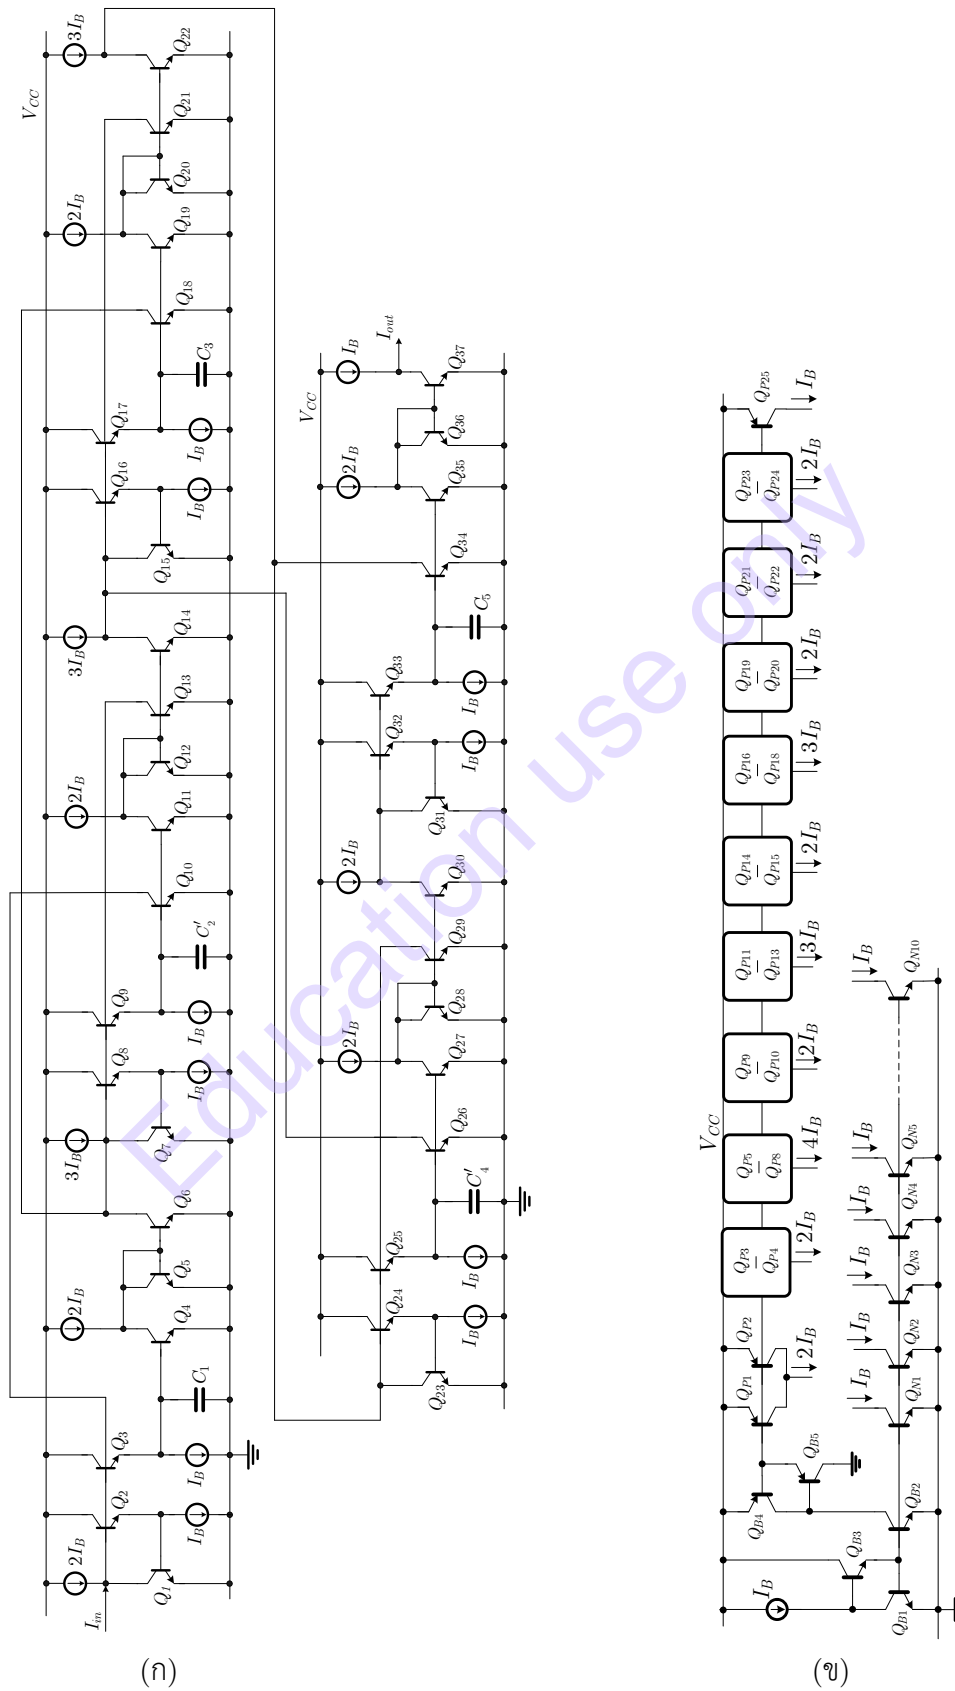 V_CC
2I_B
2I_B
3I_B
2I_B
3I_B
2I_B
3I_B
I_in
Q_1
Q_2
Q_3
Q_4
Q_5
Q_6
Q_7
Q_8
Q_9
Q_10
Q_11
Q_12
Q_13
Q_14
Q_15
Q_16
Q_17
Q_18
Q_19
Q_20
Q_21
Q_22
I_B
I_B
C_1
I_B
I_B
C'_2
I_B
I_B
C_3
V_CC
2I_B
2I_B
2I_B
I_B
I_out
Q_23
Q_24
Q_25
Q_26
Q_27
Q_28
Q_29
Q_30
Q_31
Q_32
Q_33
Q_34
Q_35
Q_36
Q_37
I_B
I_B
C'_4
I_B
I_B
C_5
(ก)
V_CC
I_B
Q_B1
Q_B3
Q_B2
Q_B4
Q_B5
Q_P1
Q_P2
2I_B
Q_P3 – Q_P4
2I_B
Q_P5 – Q_P8
4I_B
Q_P9 – Q_P10
2I_B
Q_P11 – Q_P13
3I_B
Q_P14 – Q_P15
2I_B
Q_P16 – Q_P18
3I_B
Q_P19 – Q_P20
2I_B
Q_P21 – Q_P22
2I_B
Q_P23 – Q_P24
2I_B
Q_P25
I_B
I_B
Q_N1
I_B
Q_N2
I_B
Q_N3
I_B
Q_N4
I_B
Q_N5
I_B
Q_N10
(ข)
Education use only